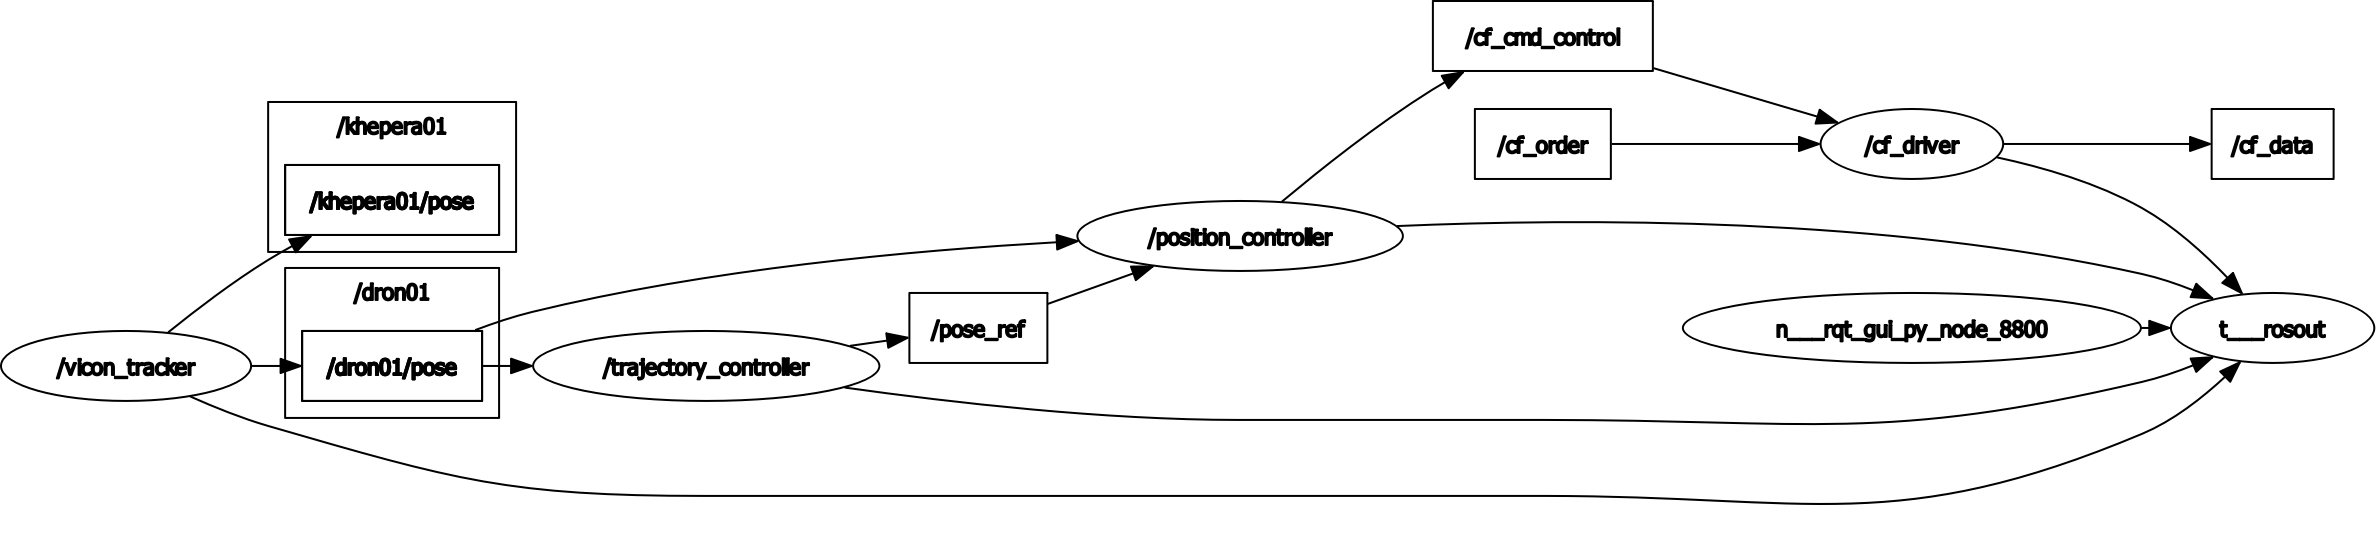 /cf_cmd_control
/khepera01
/cf_order
/cf_driver
/cf_data
/khepera01/pose
/position_controller
/dron01
/pose_ref
n___rqt_gui_py_node_8800
t___rosout
/vicon_tracker
/dron01/pose
/trajectory_controller